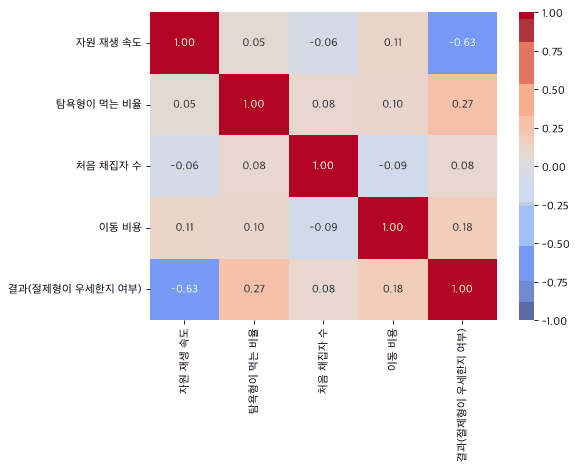 자원 재생 속도 1.00 0.05 -0.06 0.11 -0.63
탐욕형이 먹는 비율 0.05 1.00 0.08 0.10 0.27
처음 채집자 수 -0.06 0.08 1.00 -0.09 0.08
이동 비용 0.11 0.10 -0.09 1.00 0.18
결과(절제형이 우세한지 여부) -0.63 0.27 0.08 0.18 1.00
자원 재생 속도
탐욕형이 먹는 비율
처음 채집자 수
이동 비용
결과(절제형이 우세한지 여부)
1.00
0.75
0.50
0.25
0.00
-0.25
-0.50
-0.75
-1.00